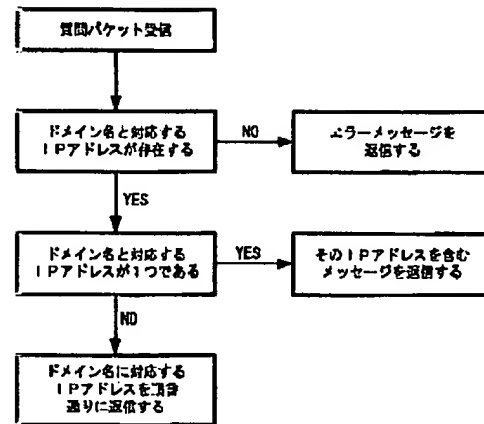 質問パケット受信
ドメイン名と対応する
IPアドレスが存在する
NO
エラーメッセージを
返信する
YES
ドメイン名と対応する
IPアドレスが1つである
YES
そのIPアドレスを含む
メッセージを返信する
NO
ドメイン名に対応する
IPアドレスを順番
通りに返信する